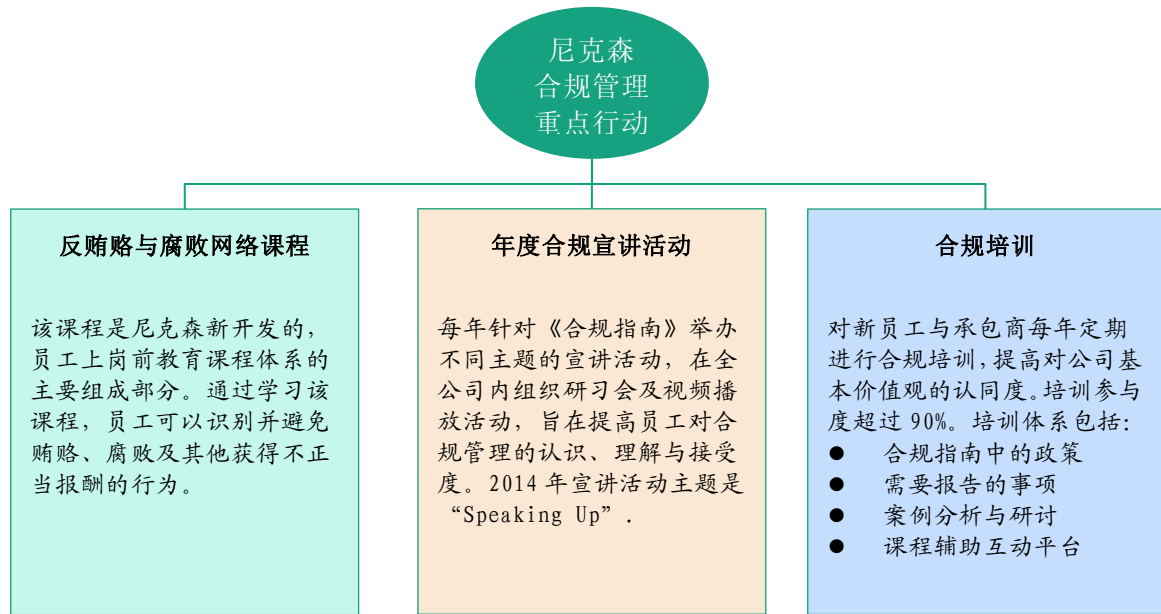 尼克森
合规管理
重点行动
反贿赂与腐败网络课程
该课程是尼克森新开发的，
员工上岗前教育课程体系的
主要组成部分。通过学习该
课程，员工可以识别并避免
贿赂、腐败及其他获得不正
当报酬的行为。
年度合规宣讲活动
每年针对《合规指南》举办
不同主题的宣讲活动，在全
公司内组织研习会及视频播
放活动，旨在提高员工对合
规管理的认识、理解与接受
度。2014 年宣讲活动主题是
“Speaking Up”.
合规培训
对新员工与承包商每年定期
进行合规培训，提高对公司基
本价值观的认同度。培训参与
度超过 90%。培训体系包括：
● 合规指南中的政策
● 需要报告的事项
● 案例分析与研讨
● 课程辅助互动平台